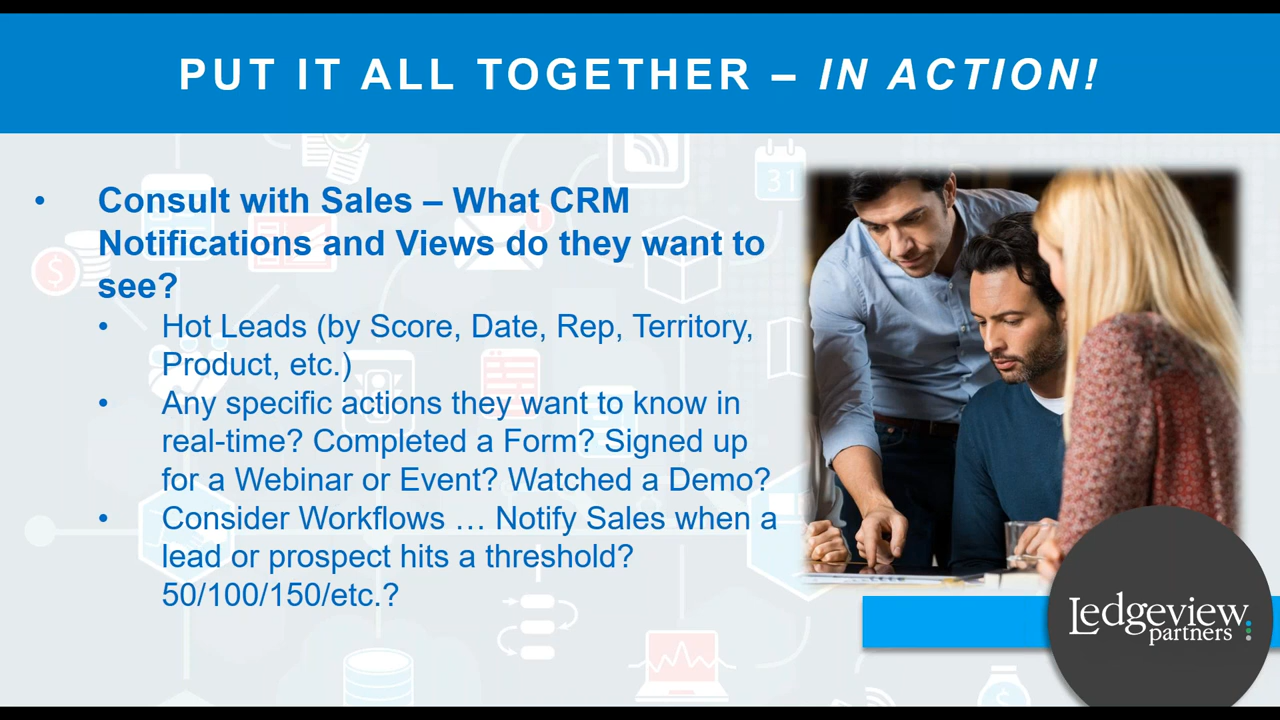 PUT IT ALL TOGETHER – IN ACTION!
• Consult with Sales – What CRM
Notifications and Views do they want to
see?
• Hot Leads (by Score, Date, Rep, Territory,
Product, etc.)
• Any specific actions they want to know in
real-time? Completed a Form? Signed up
for a Webinar or Event? Watched a Demo?
• Consider Workflows … Notify Sales when a
lead or prospect hits a threshold?
50/100/150/etc.?
31
Ledgeview
partners